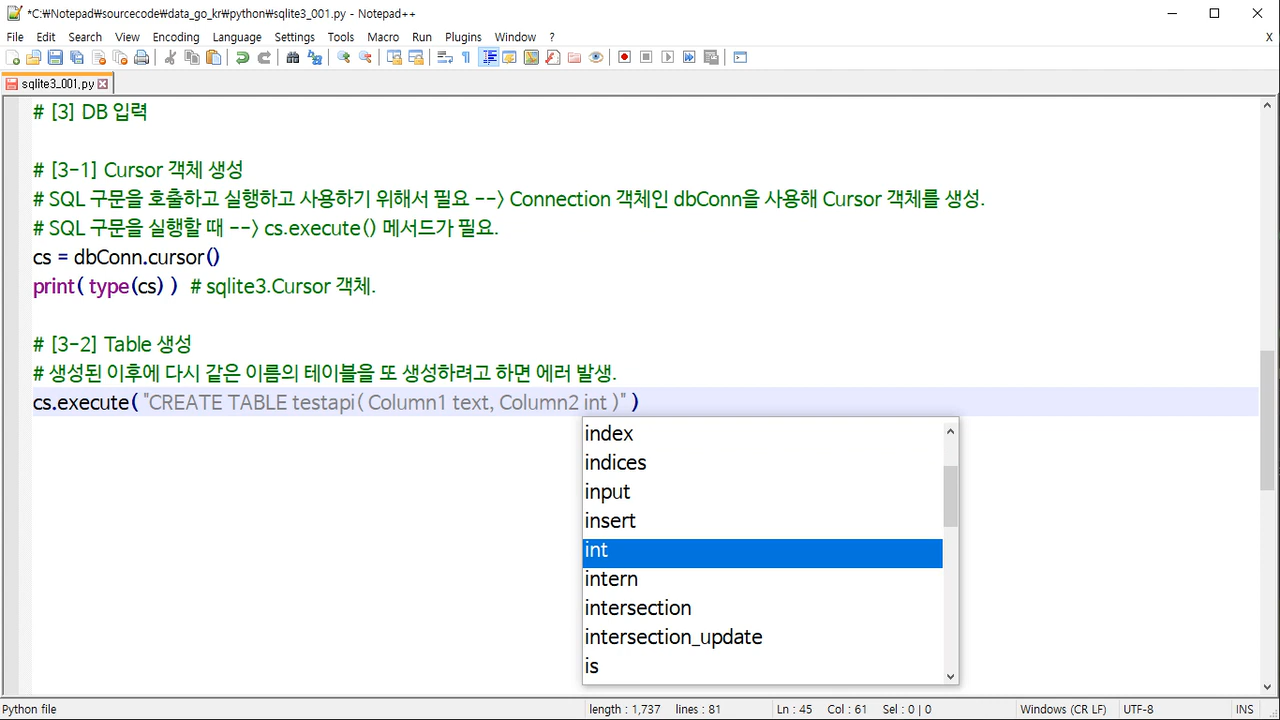 *C:₩Notepad₩sourcecode₩data_go_kr₩python₩sqlite3_001.py - Notepad++
File Edit Search View Encoding Language Settings Tools Macro Run Plugins Window ? X
sqlite3_001.py
# [3] DB 입력
# [3-1] Cursor 객체 생성
# SQL 구문을 호출하고 실행하고 사용하기 위해서 필요 --> Connection 객체인 dbConn을 사용해 Cursor 객체를 생성.
# SQL 구문을 실행할 때 --> cs.execute() 메서드가 필요.
cs = dbConn.cursor()
print( type(cs) ) # sqlite3.Cursor 객체.
# [3-2] Table 생성
# 생성된 이후에 다시 같은 이름의 테이블을 또 생성하려고 하면 에러 발생.
cs.execute( "CREATE TABLE testapi( Column1 text, Column2 int )" )
index
indices
input
insert
int
intern
intersection
intersection_update
is
Python file length : 1,737 lines : 81 Ln : 45 Col : 61 Sel : 0 | 0 Windows (CR LF) UTF-8 INS